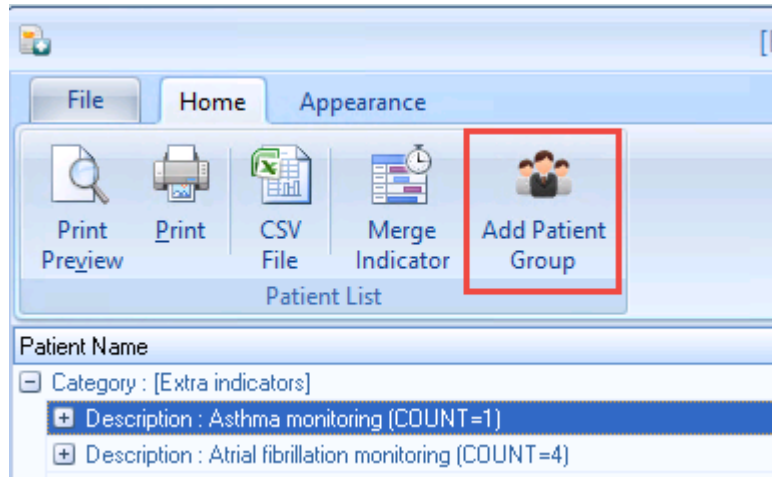 [
File Home Appearance
Print Preview
Print
CSV File
Merge Indicator
Add Patient Group
Patient List
Patient Name
Category : [Extra indicators]
Description : Asthma monitoring (COUNT=1)
Description : Atrial fibrillation monitoring (COUNT=4)